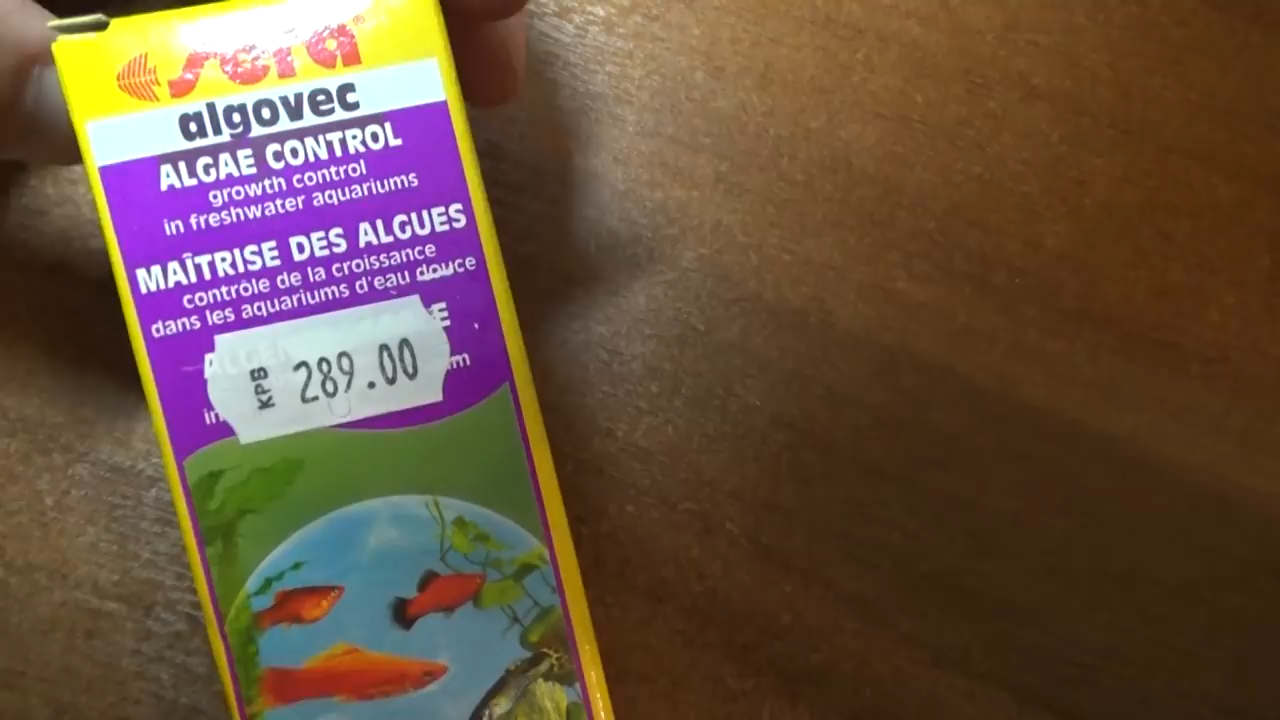 sera®
algovec
ALGAE CONTROL
growth control
in freshwater aquariums
MAÎTRISE DES ALGUES
contrôle de la croissance
dans les aquariums d'eau douce
КРВ 289.00